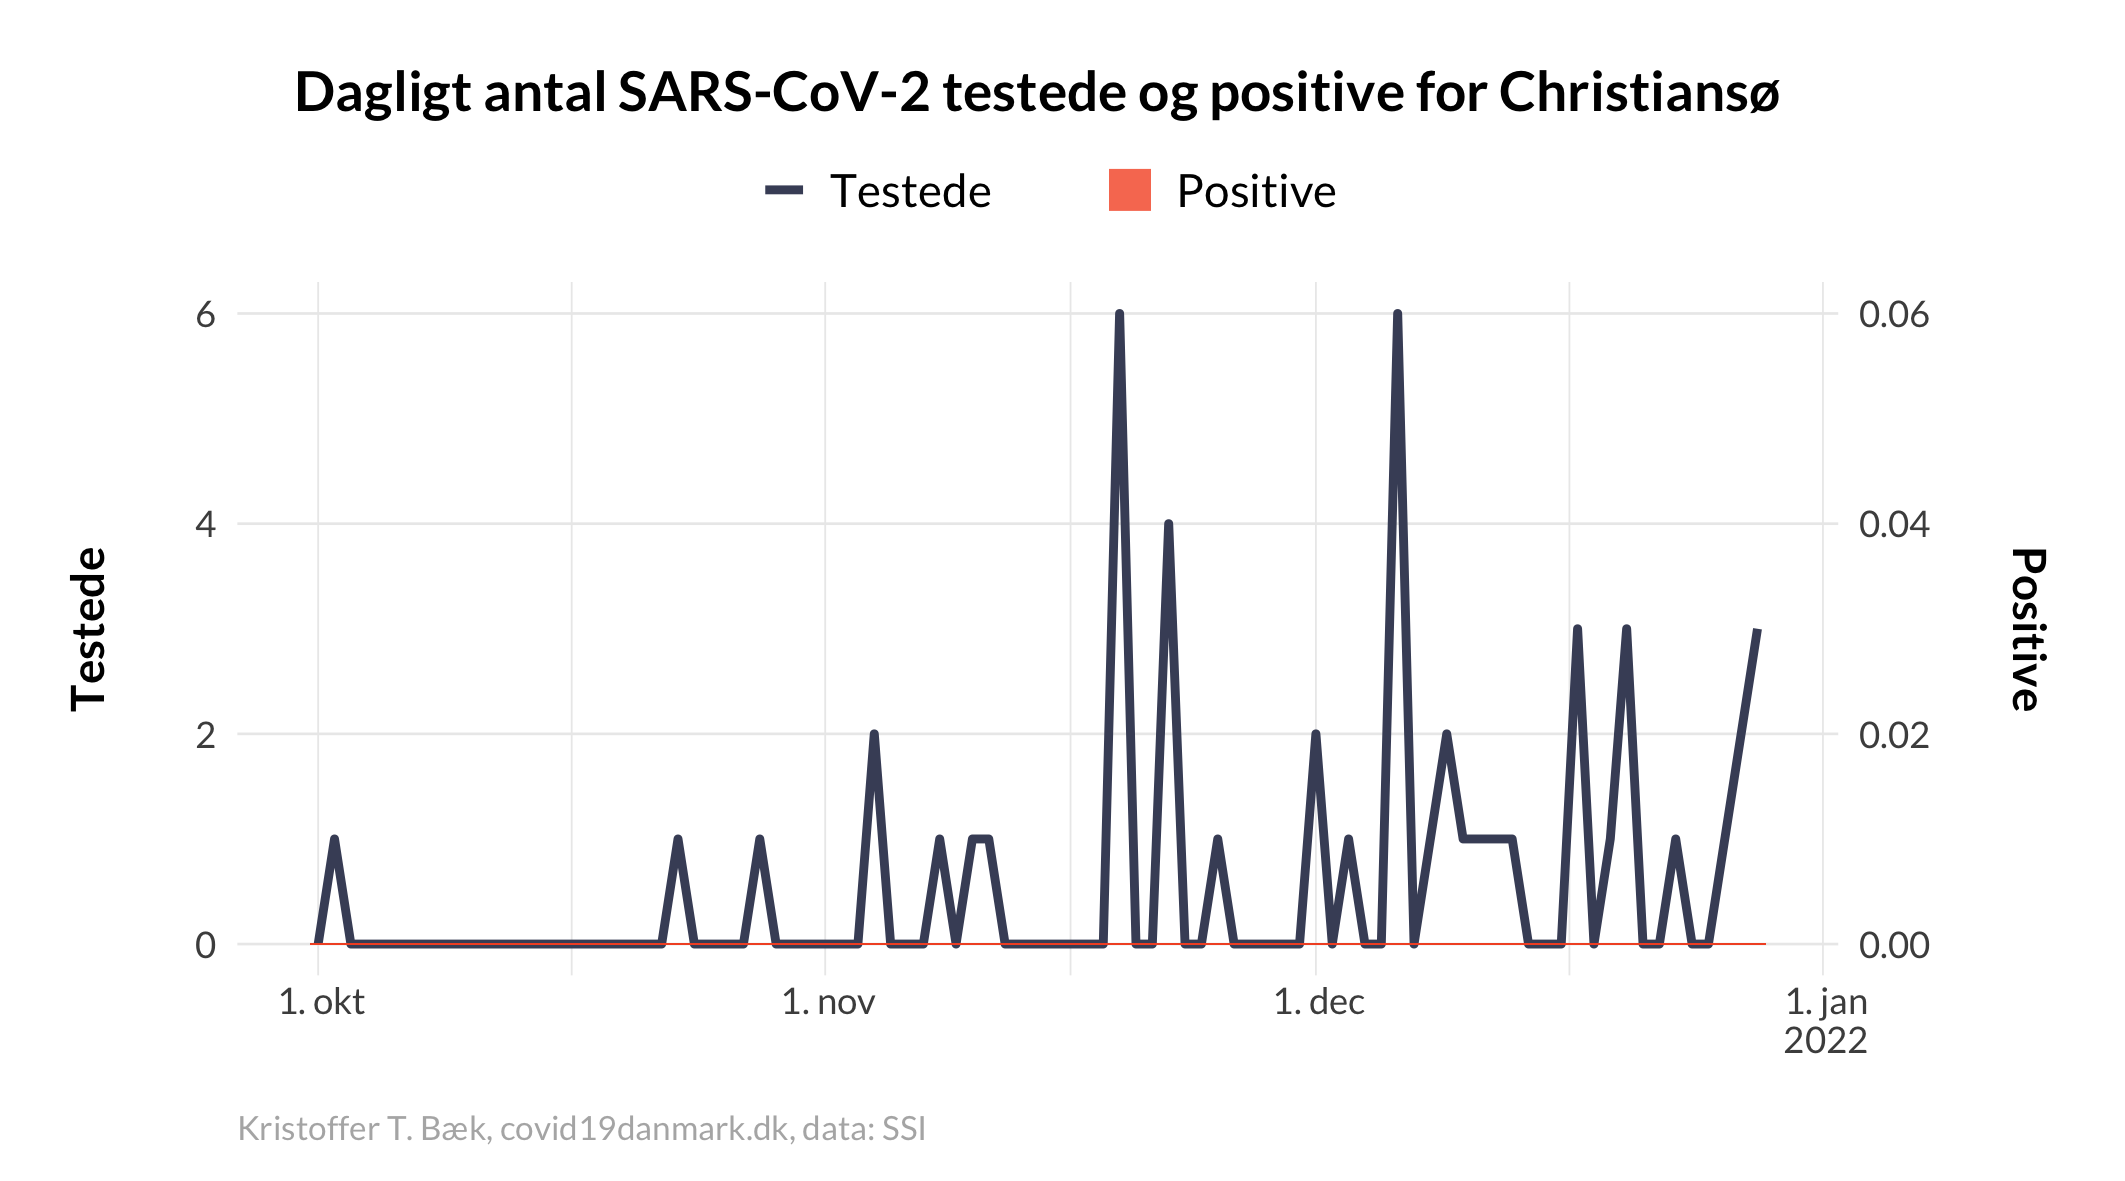 Dagligt antal SARS-CoV-2 testede og positive for Christiansø
Testede
Positive
6
4
2
0
0.06
0.04
0.02
0.00
Testede
Positive
1. okt
1. nov
1. dec
1. jan
2022
Kristoffer T. Bæk, covid19danmark.dk, data: SSI